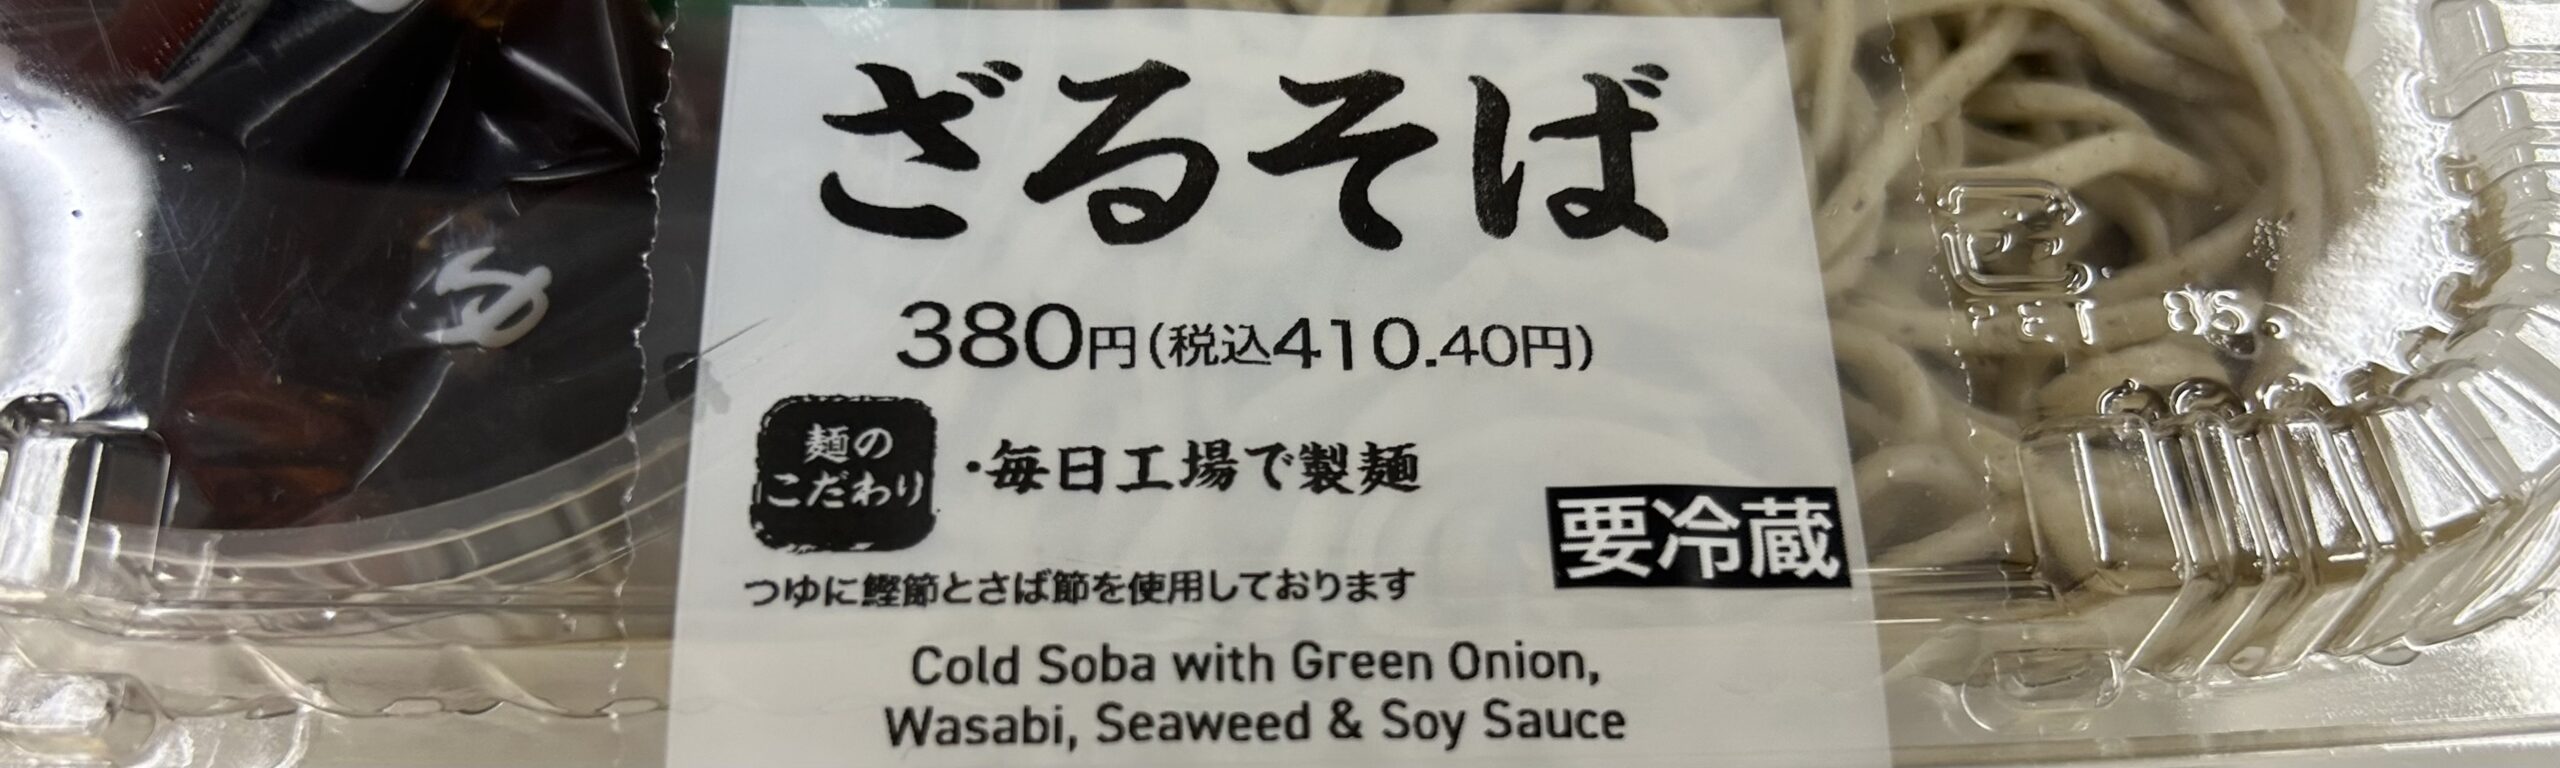 ざるそば
380円(税込410.40円)
麺の
こだわり
・毎日工場で製麺
要冷蔵
つゆに鰹節とさば節を使用しております
Cold Soba with Green Onion,
Wasabi, Seaweed & Soy Sauce
PET 85.
ゆ